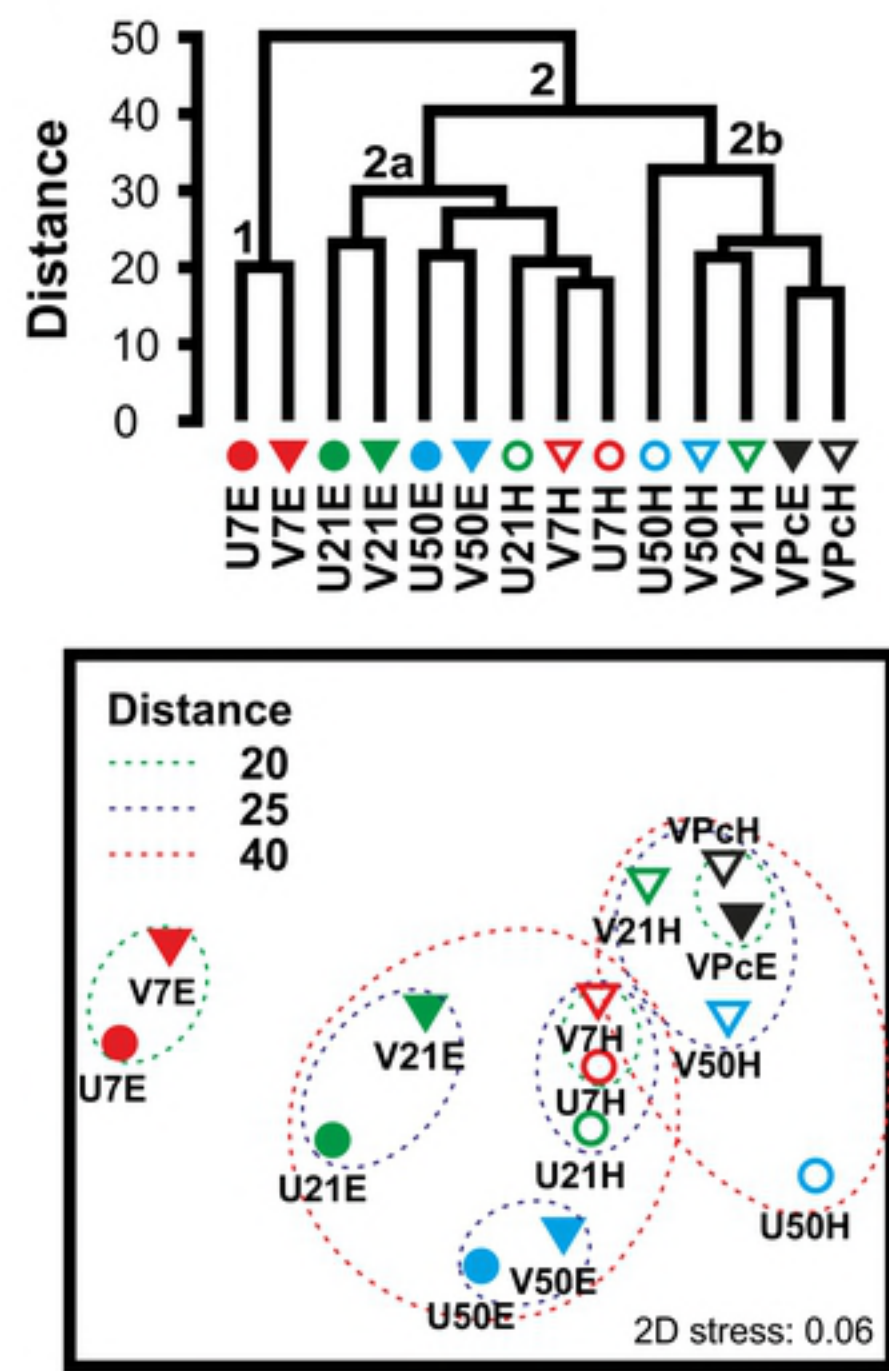 50
40
30
20
10
0
Distance
1
2
2a
2b
U7E
V7E
U21E
V21E
U50E
V50E
U21H
V7H
U7H
U50H
V50H
V21H
VPcE
VPcH
Distance
20
25
40
VPcH
V21H
VPcE
V7E
V7H
V50H
V21E
U7E
U7H
U21H
U21E
U50H
V50E
U50E
2D stress: 0.06